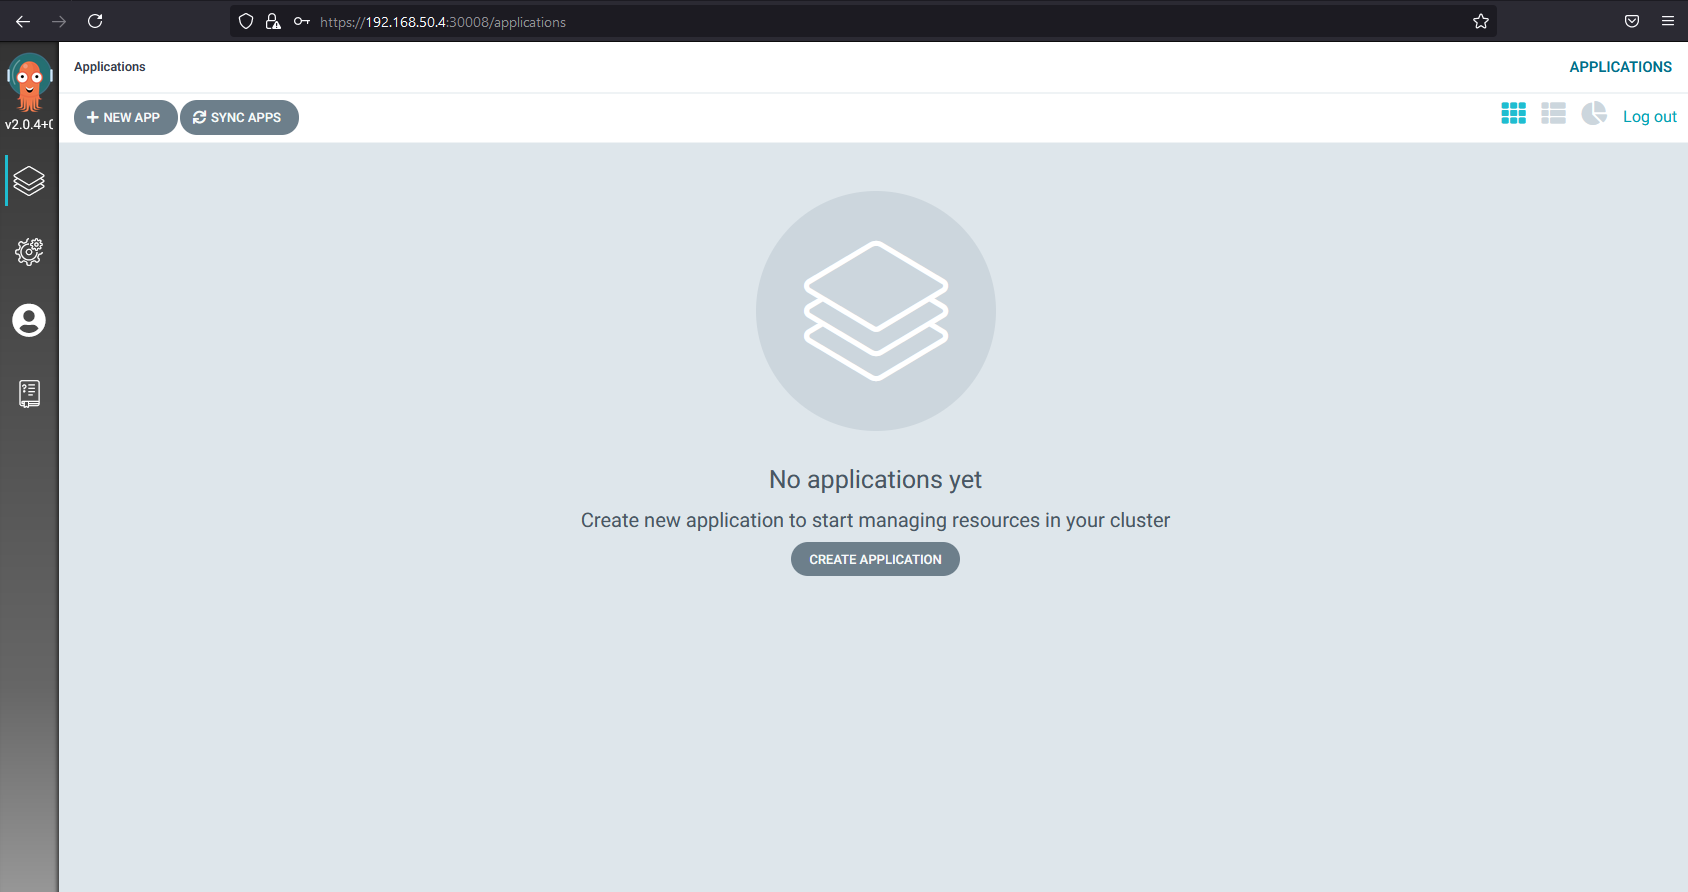 https://192.168.50.4:30008/applications
Applications
APPLICATIONS
v2.0.4+
NEW APP
SYNC APPS
Log out
No applications yet
Create new application to start managing resources in your cluster
CREATE APPLICATION